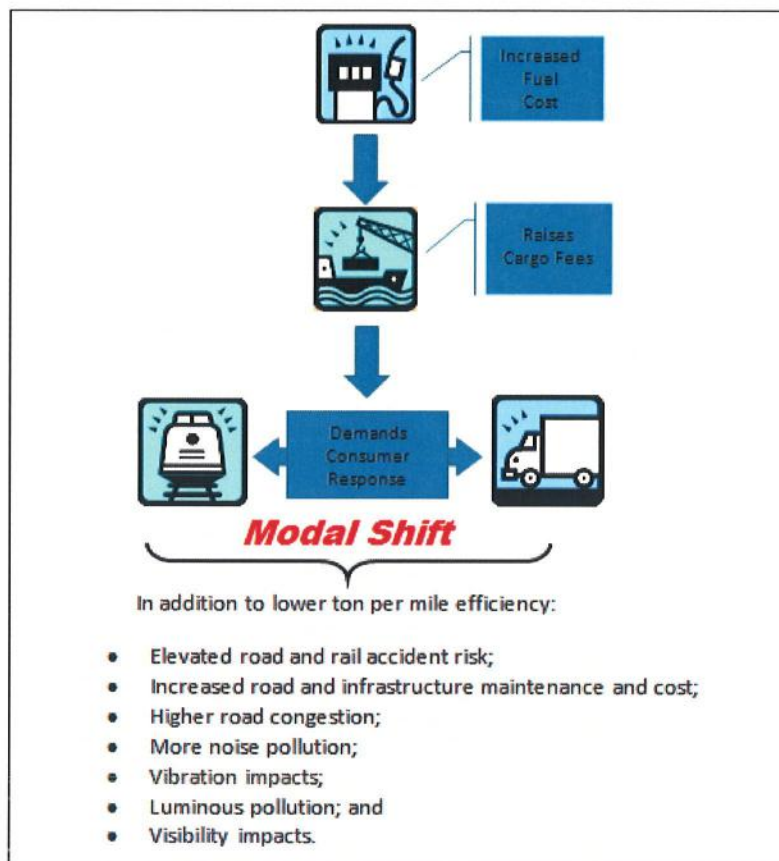 Increased
Fuel
Cost
Raises
Cargo Fees
Demands
Consumer
Response
Modal Shift
In addition to lower ton per mile efficiency:
• Elevated road and rail accident risk;
• Increased road and infrastructure maintenance and cost;
• Higher road congestion;
• More noise pollution;
• Vibration impacts;
• Luminous pollution; and
• Visibility impacts.